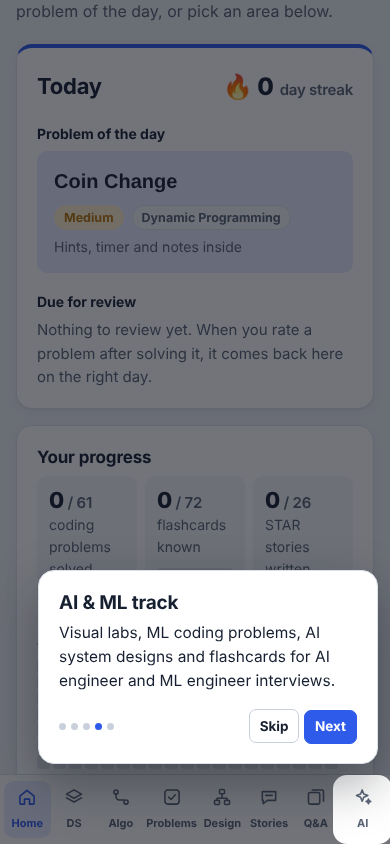 problem of the day, or pick an area below.
Today
🔥 0 day streak
Problem of the day
Coin Change
Medium
Dynamic Programming
Hints, timer and notes inside
Due for review
Nothing to review yet. When you rate a
problem after solving it, it comes back here
on the right day.
Your progress
0 / 61
coding
problems
solved
0 / 72
flashcards
known
0 / 26
STAR
stories
written
AI & ML track
Visual labs, ML coding problems, AI
system designs and flashcards for AI
engineer and ML engineer interviews.
Skip
Next
Home
DS
Algo
Problems
Design
Stories
Q&A
AI